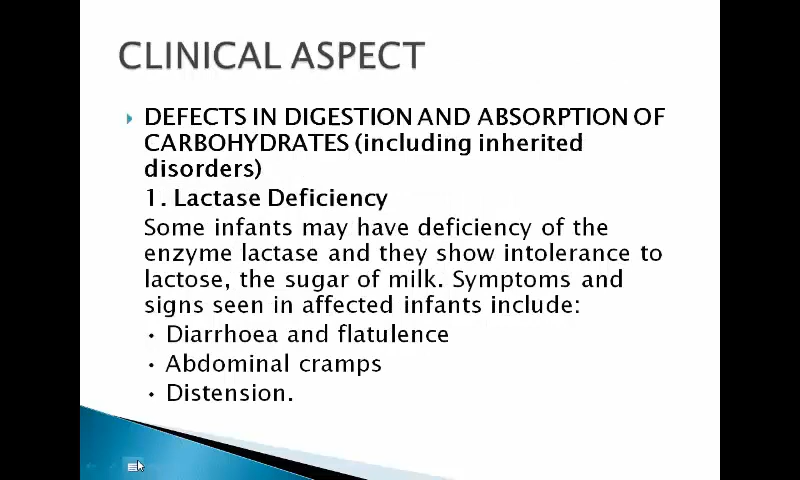 CLINICAL ASPECT
DEFECTS IN DIGESTION AND ABSORPTION OF
CARBOHYDRATES (including inherited
disorders)
1. Lactase Deficiency
Some infants may have deficiency of the
enzyme lactase and they show intolerance to
lactose, the sugar of milk. Symptoms and
signs seen in affected infants include:
• Diarrhoea and flatulence
• Abdominal cramps
• Distension.